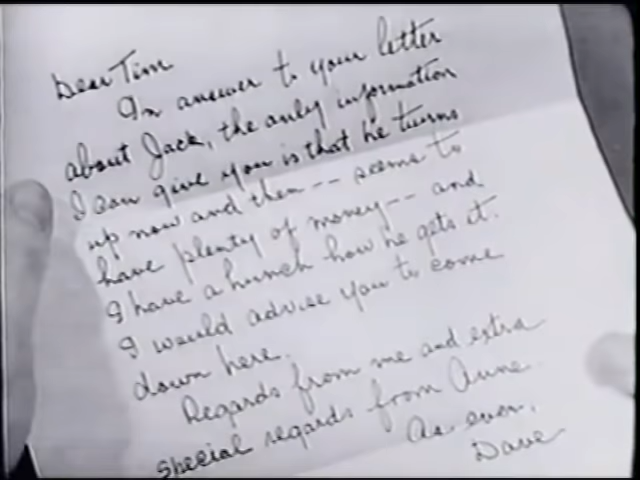 Dear Tim
In answer to your letter
about Jack, the only information
I can give you is that he turns
up now and then -- seems to
have plenty of money -- and
I have a hunch how he gets it.
I would advise you to come
down here.
Regards from me and extra
special regards from Anne.
As ever,
Dave